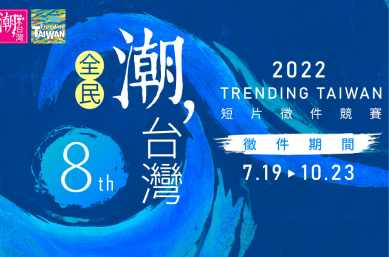 潮台灣
Trending
TAIWAN
全民
潮,台灣
8th
2022
TRENDING TAIWAN
短片徵件競賽
徵件期間
7.19▸10.23